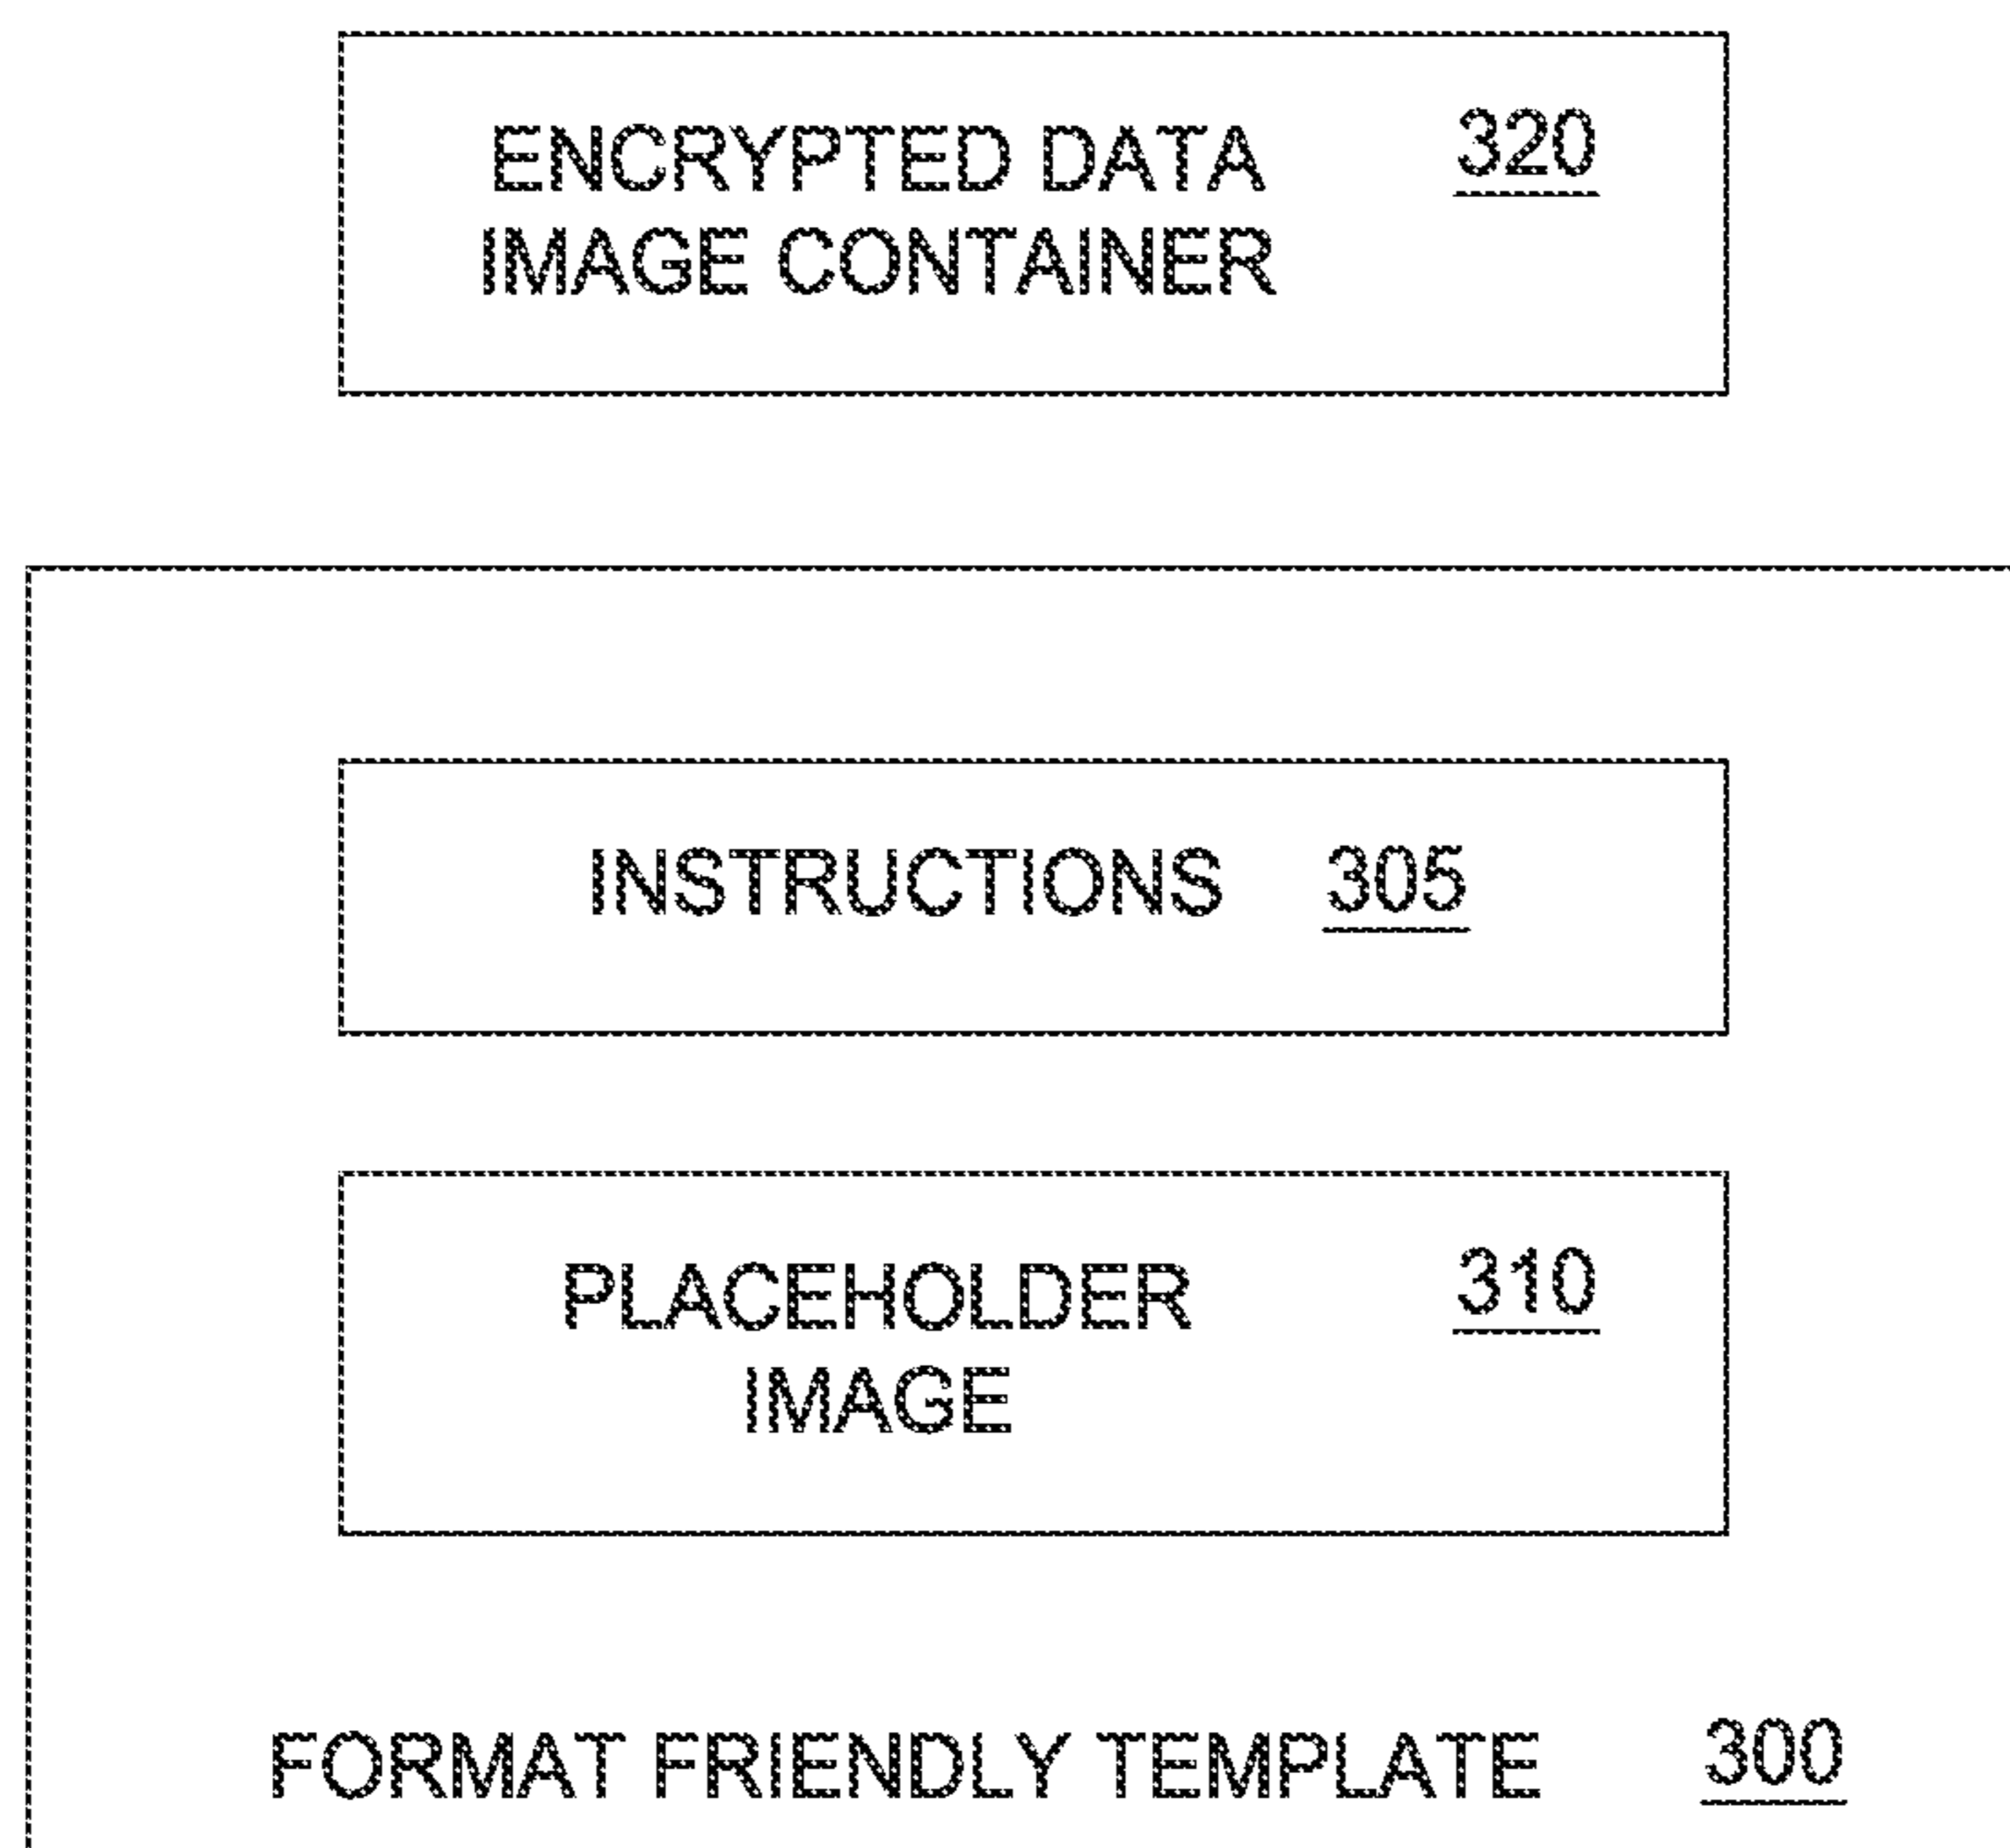 ENCRYPTED DATA 320
IMAGE CONTAINER
INSTRUCTIONS 305
PLACEHOLDER 310
IMAGE
FORMAT FRIENDLY TEMPLATE 300